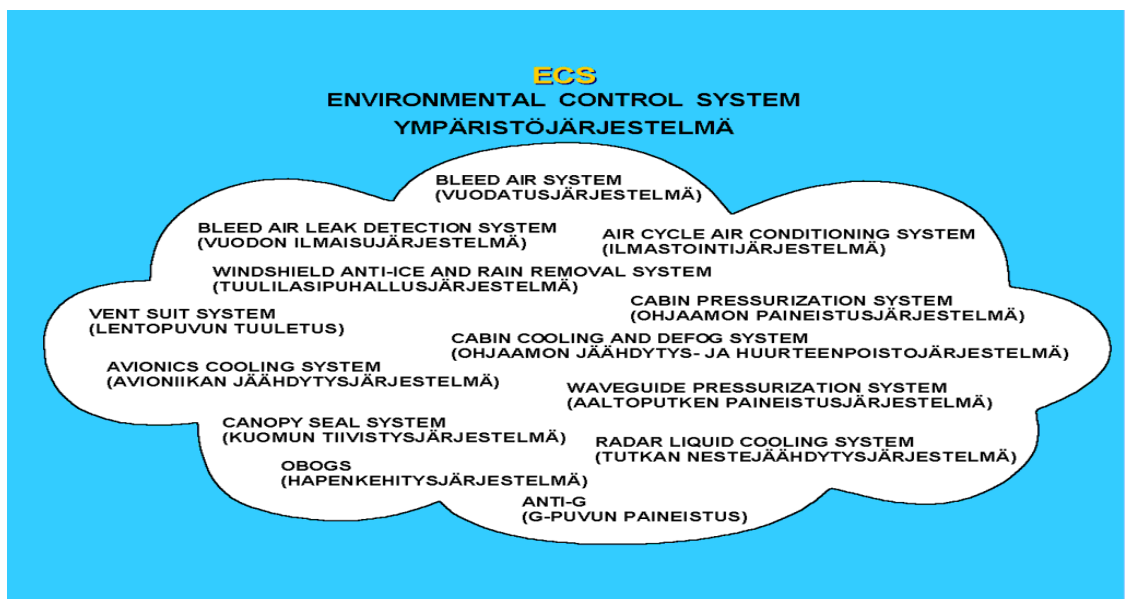 ECS
ENVIRONMENTAL CONTROL SYSTEM
YMPÄRISTÖJÄRJESTELMÄ
BLEED AIR SYSTEM
(VUODATUSJÄRJESTELMÄ)
BLEED AIR LEAK DETECTION SYSTEM
(VUODON ILMAISUJÄRJESTELMÄ)
AIR CYCLE AIR CONDITIONING SYSTEM
(ILMASTOINTIJÄRJESTELMÄ)
WINDSHIELD ANTI-ICE AND RAIN REMOVAL SYSTEM
(TUULILASIPUHALLUSJÄRJESTELMÄ)
CABIN PRESSURIZATION SYSTEM
(OHJAAMON PAINEISTUSJÄRJESTELMÄ)
VENT SUIT SYSTEM
(LENTOPUVUN TUULETUS)
CABIN COOLING AND DEFOG SYSTEM
(OHJAAMON JÄÄHDYTYS- JA HUURTEENPOISTOJÄRJESTELMÄ)
AVIONICS COOLING SYSTEM
(AVIONIIKAN JÄÄHDYTYSJÄRJESTELMÄ)
WAVEGUIDE PRESSURIZATION SYSTEM
(AALTOPUTKEN PAINEISTUSJÄRJESTELMÄ)
CANOPY SEAL SYSTEM
(KUOMUN TIIVISTYSJÄRJESTELMÄ)
RADAR LIQUID COOLING SYSTEM
(TUTKAN NESTEJÄÄHDYTYSJÄRJESTELMÄ)
OBOGS
(HAPENKEHITYSJÄRJESTELMÄ)
ANTI-G
(G-PUVUN PAINEISTUS)